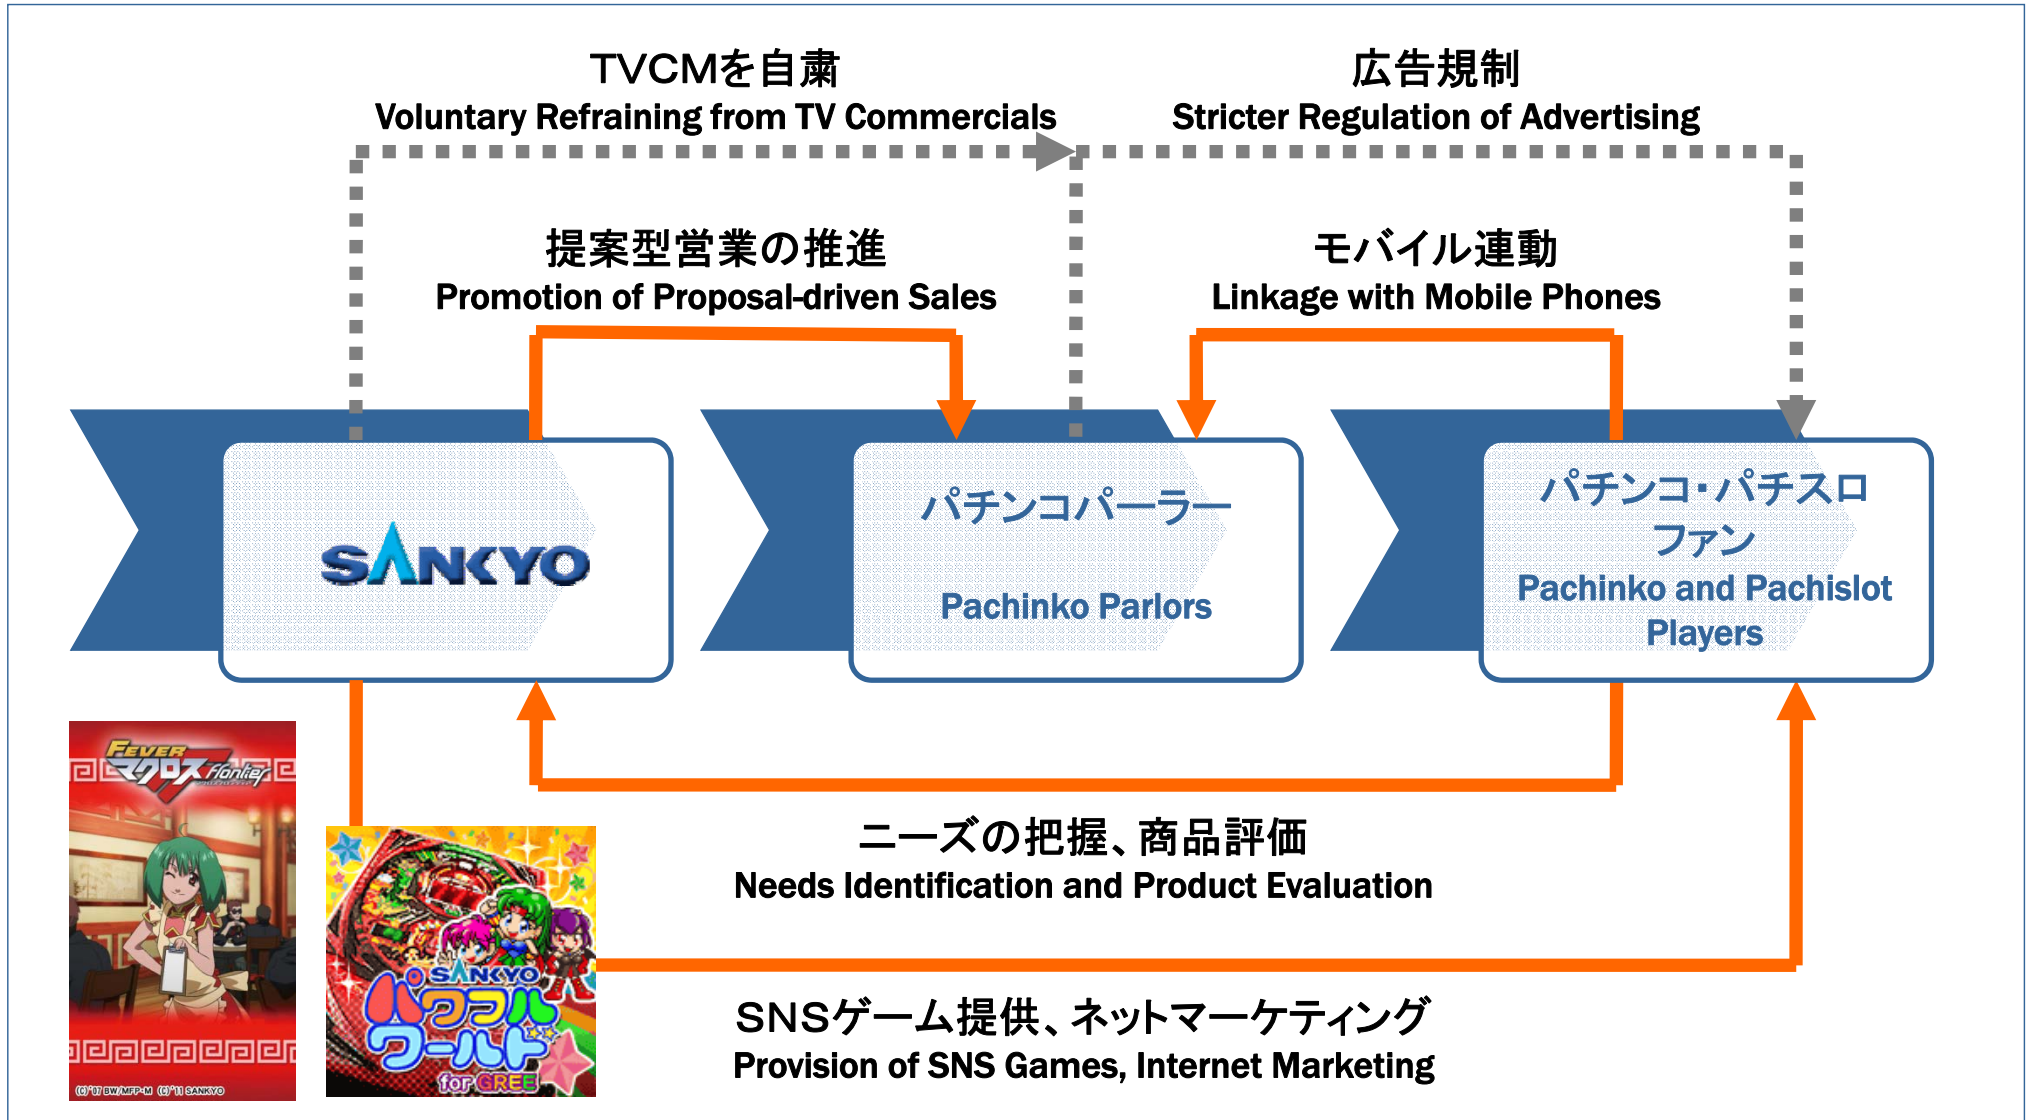 TVCMを自粛
Voluntary Refraining from TV Commercials
広告規制
Stricter Regulation of Advertising
提案型営業の推進
Promotion of Proposal-driven Sales
モバイル連動
Linkage with Mobile Phones
SANKYO
パチンコパーラー
Pachinko Parlors
パチンコ・パチスロ
ファン
Pachinko and Pachislot
Players
FEVER
マクロス Frontier
(C)'07 BW/MFP-M (C)'11 SANKYO
SANKYO
パワフル
ワールド
for GREE
ニーズの把握、商品評価
Needs Identification and Product Evaluation
SNSゲーム提供、ネットマーケティング
Provision of SNS Games, Internet Marketing